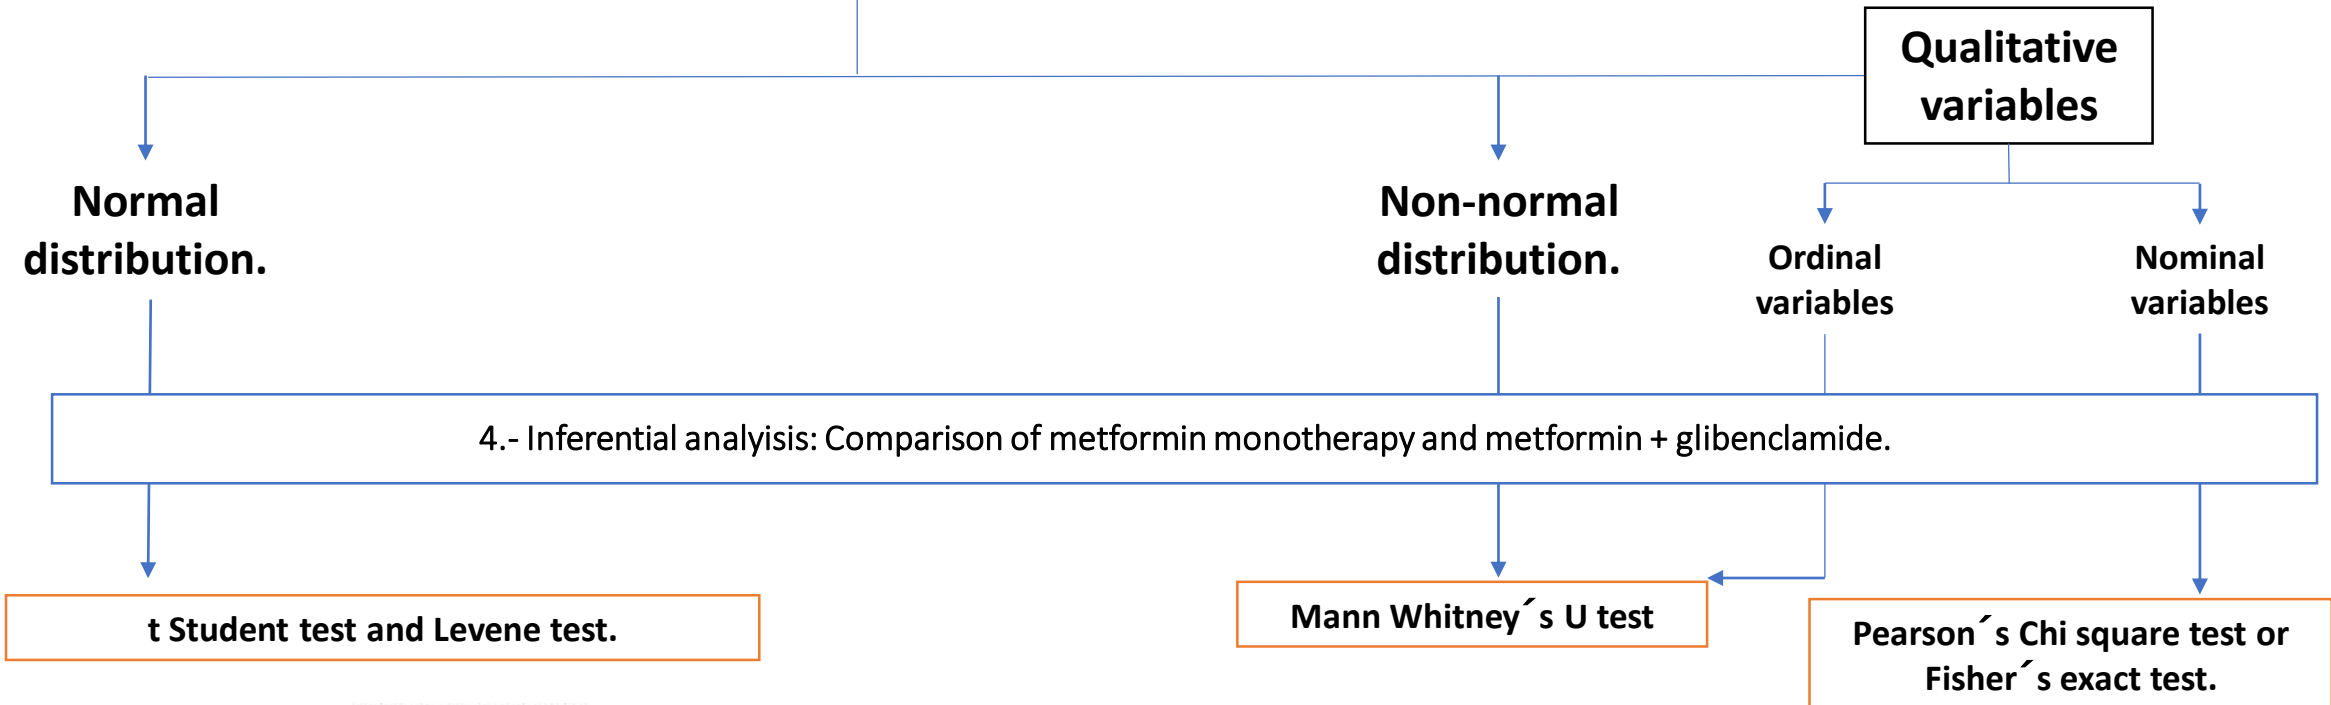 Qualitative
variables
Normal
distribution.
Non-normal
distribution.
Ordinal
variables
Nominal
variables
4.- Inferential analyisis: Comparison of metformin monotherapy and metformin + glibenclamide.
t Student test and Levene test.
Mann Whitney´s U test
Pearson´s Chi square test or
Fisher´s exact test.